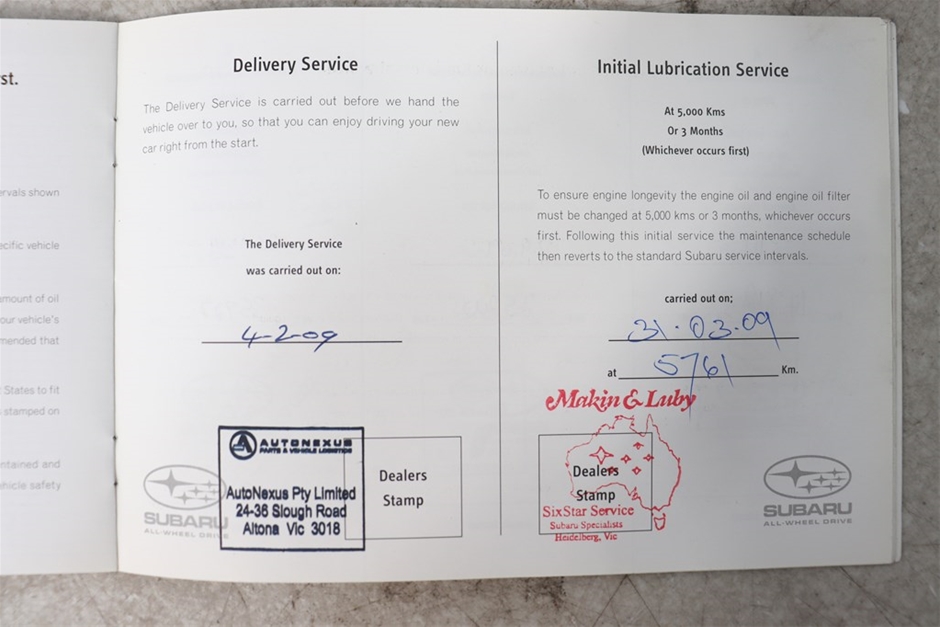 st.
ervals shown
ecific vehicle
amount of oil
our vehicle's
mended that
States to fit
stamped on
ntained and
hicle safety
Delivery Service
The Delivery Service is carried out before we hand the
vehicle over to you, so that you can enjoy driving your new
car right from the start.
The Delivery Service
was carried out on:
4-2-09
AUTONEXUS
PARTS & VEHICLE LOGISTICS
AutoNexus Pty Limited
24-36 Slough Road
Altona Vic 3018
Dealers
Stamp
SUBARU
ALL-WHEEL DRIVE
Initial Lubrication Service
At 5,000 Kms
Or 3 Months
(Whichever occurs first)
To ensure engine longevity the engine oil and engine oil filter
must be changed at 5,000 kms or 3 months, whichever occurs
first. Following this initial service the maintenance schedule
then reverts to the standard Subaru service intervals.
carried out on;
31.03.09
at 5761 Km.
Makin & Luby
Dealers
Stamp
SixStar Service
Subaru Specialists
Heidelberg, Vic
SUBARU
ALL-WHEEL DRIVE